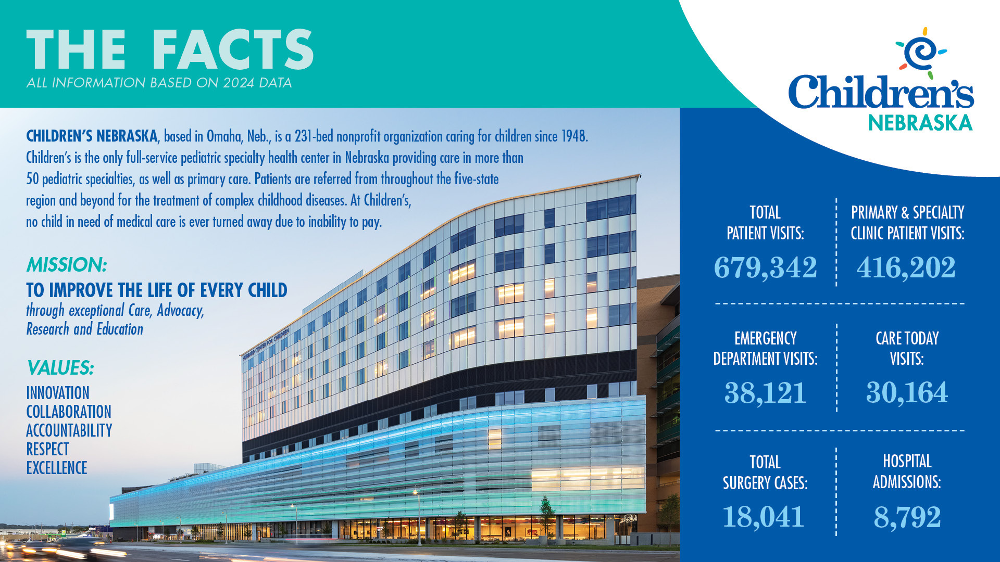 THE FACTS
ALL INFORMATION BASED ON 2024 DATA
Children's
NEBRASKA
CHILDREN'S NEBRASKA, based in Omaha, Neb., is a 231-bed nonprofit organization caring for children since 1948.
Children's is the only full-service pediatric specialty health center in Nebraska providing care in more than
50 pediatric specialties, as well as primary care. Patients are referred from throughout the five-state
region and beyond for the treatment of complex childhood diseases. At Children's,
no child in need of medical care is ever turned away due to inability to pay.
MISSION:
TO IMPROVE THE LIFE OF EVERY CHILD
through exceptional Care, Advocacy,
Research and Education
VALUES:
INNOVATION
COLLABORATION
ACCOUNTABILITY
RESPECT
EXCELLENCE
HUBBARD CENTER FOR CHILDREN
TOTAL
PATIENT VISITS:
679,342
PRIMARY & SPECIALTY
CLINIC PATIENT VISITS:
416,202
EMERGENCY
DEPARTMENT VISITS:
38,121
CARE TODAY
VISITS:
30,164
TOTAL
SURGERY CASES:
18,041
HOSPITAL
ADMISSIONS:
8,792